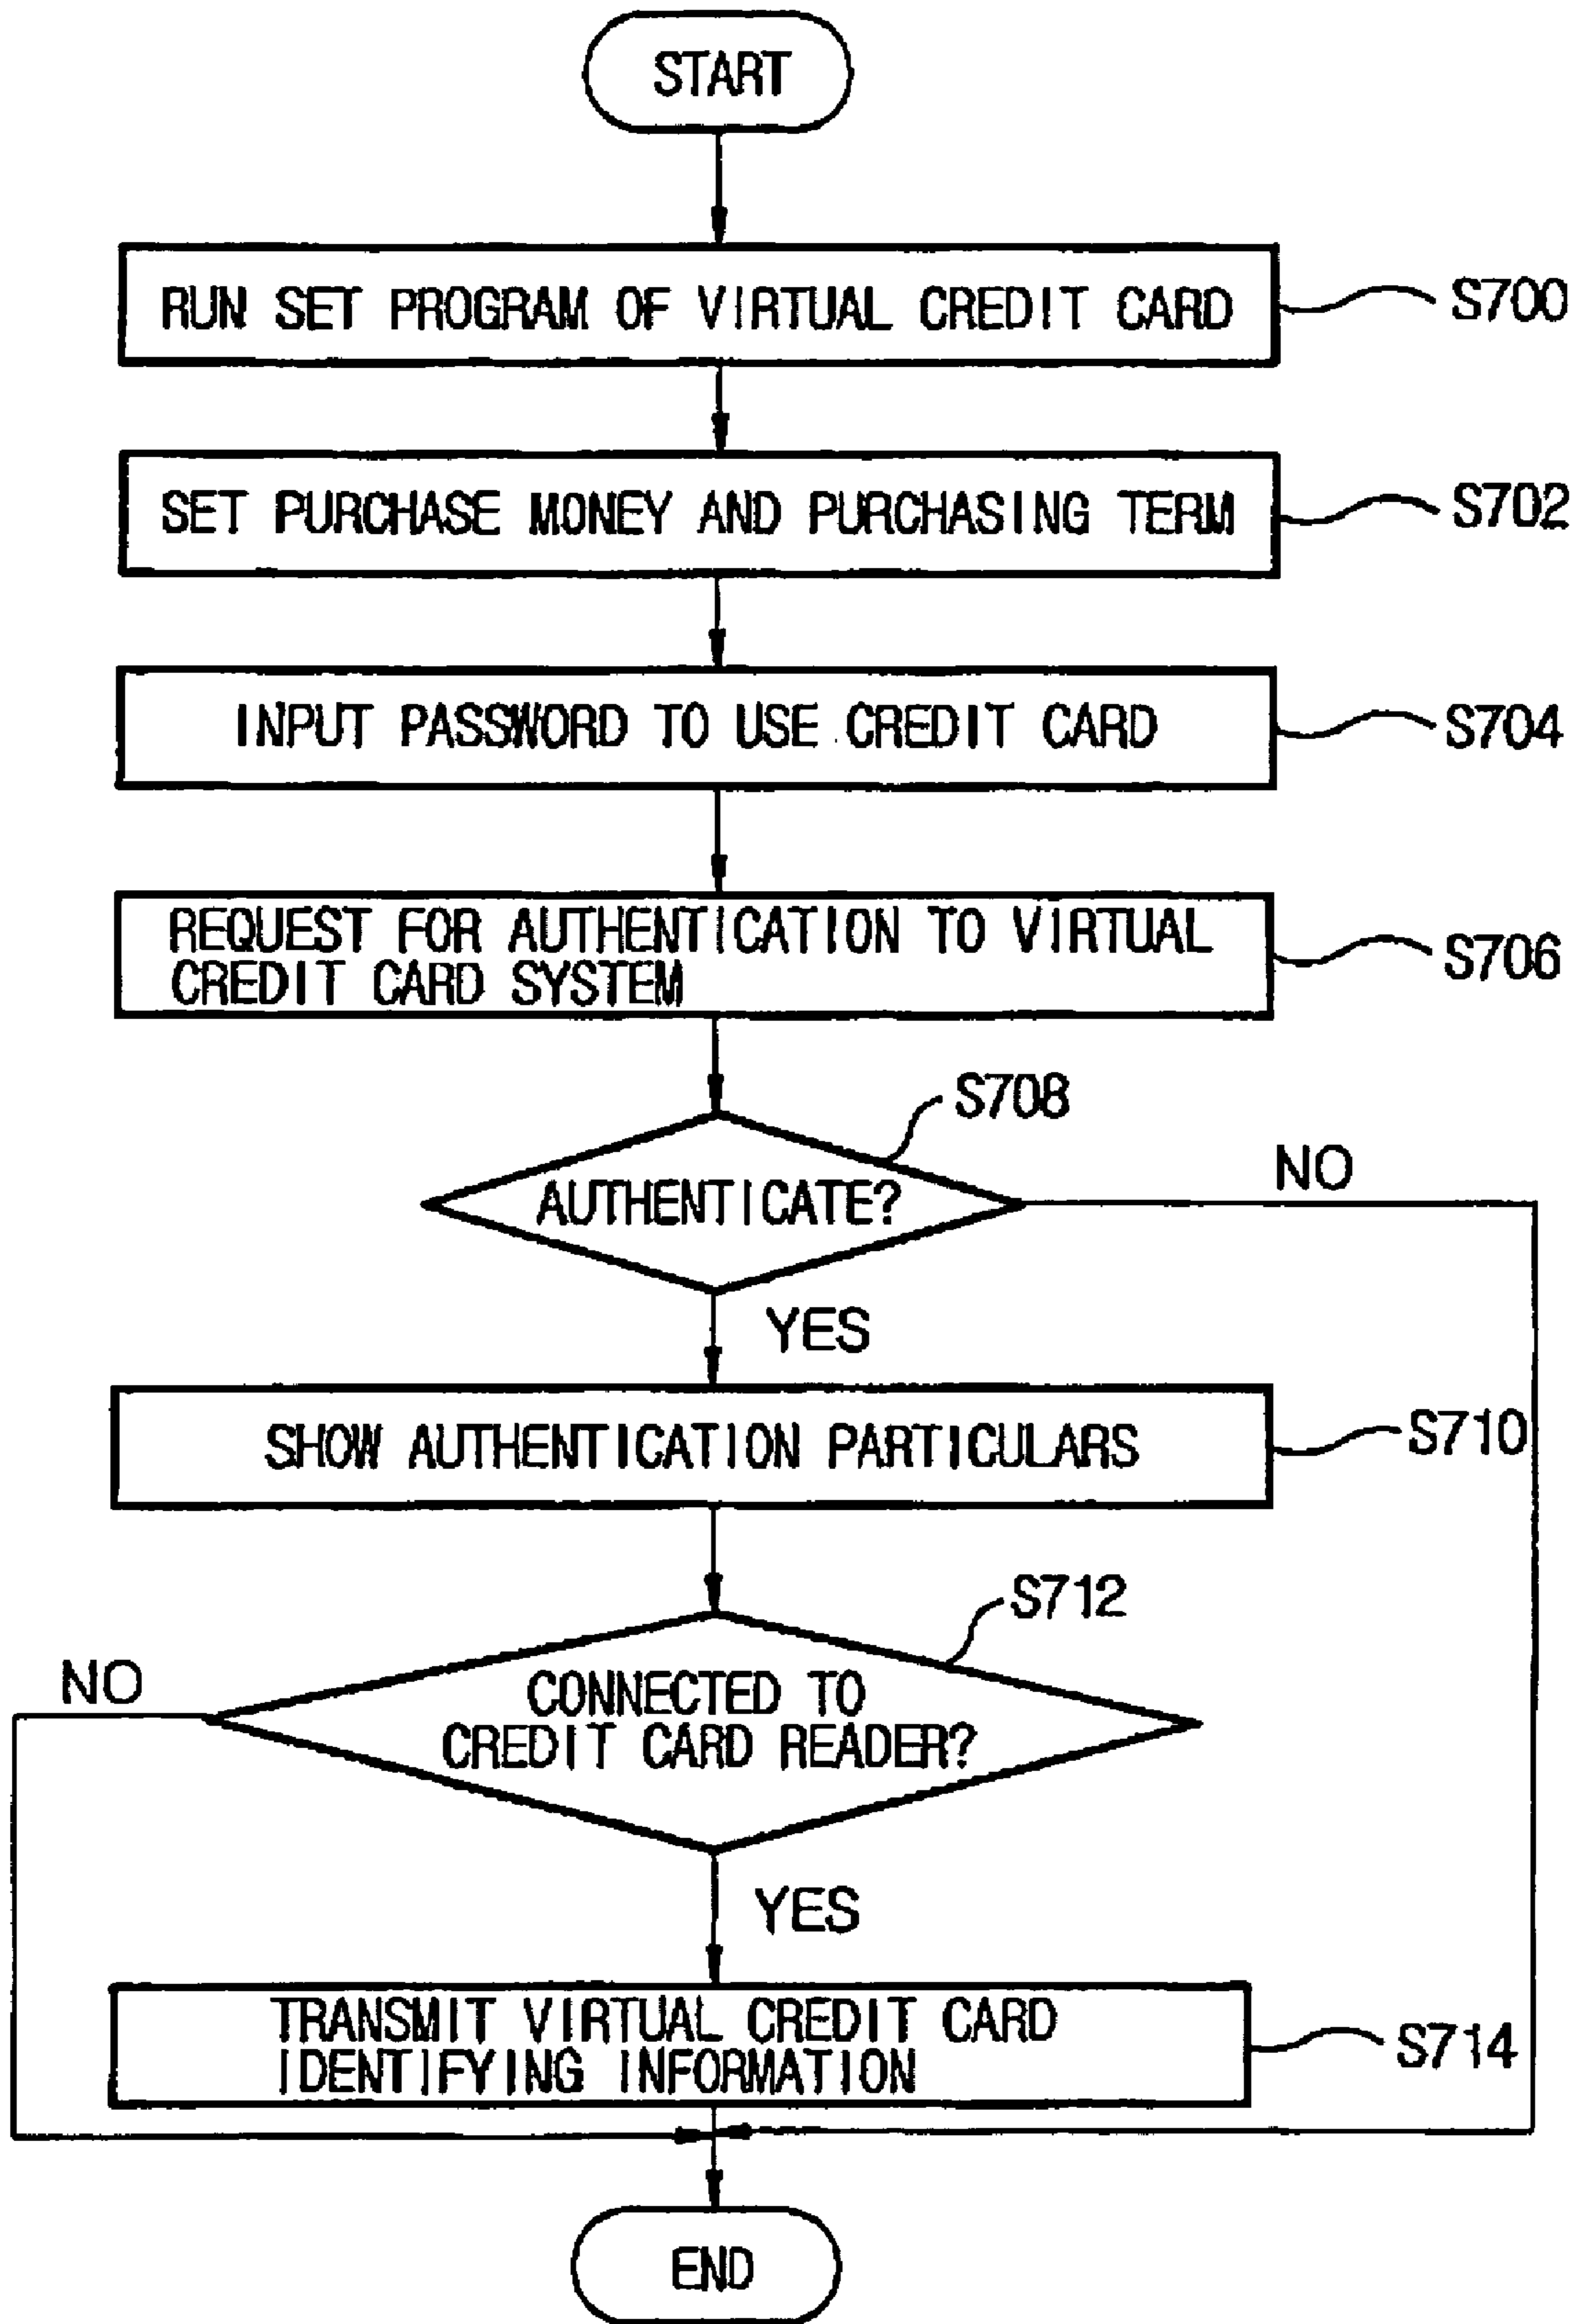 START
RUN SET PROGRAM OF VIRTUAL CREDIT CARD
S700
SET PURCHASE MONEY AND PURCHASING TERM
S702
INPUT PASSWORD TO USE CREDIT CARD
S704
REQUEST FOR AUTHENTICATION TO VIRTUAL
CREDIT CARD SYSTEM
S706
S708
AUTHENTICATE?
NO
YES
SHOW AUTHENTICATION PARTICULARS
S710
S712
NO
CONNECTED TO
CREDIT CARD READER?
YES
TRANSMIT VIRTUAL CREDIT CARD
IDENTIFYING INFORMATION
S714
END